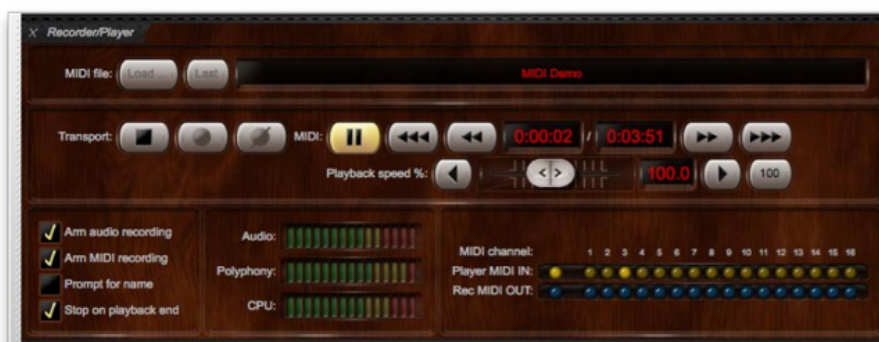 X Recorder/Player
MIDI file: Load ... Last MIDI Demo
Transport: MIDI: 0:00:02 / 0:03:51
Playback speed %: < > 100.0 100
Arm audio recording
Arm MIDI recording
Prompt for name
Stop on playback end
Audio:
Polyphony:
CPU:
MIDI channel: 1 2 3 4 5 6 7 8 9 10 11 12 13 14 15 16
Player MIDI IN:
Rec MIDI OUT: